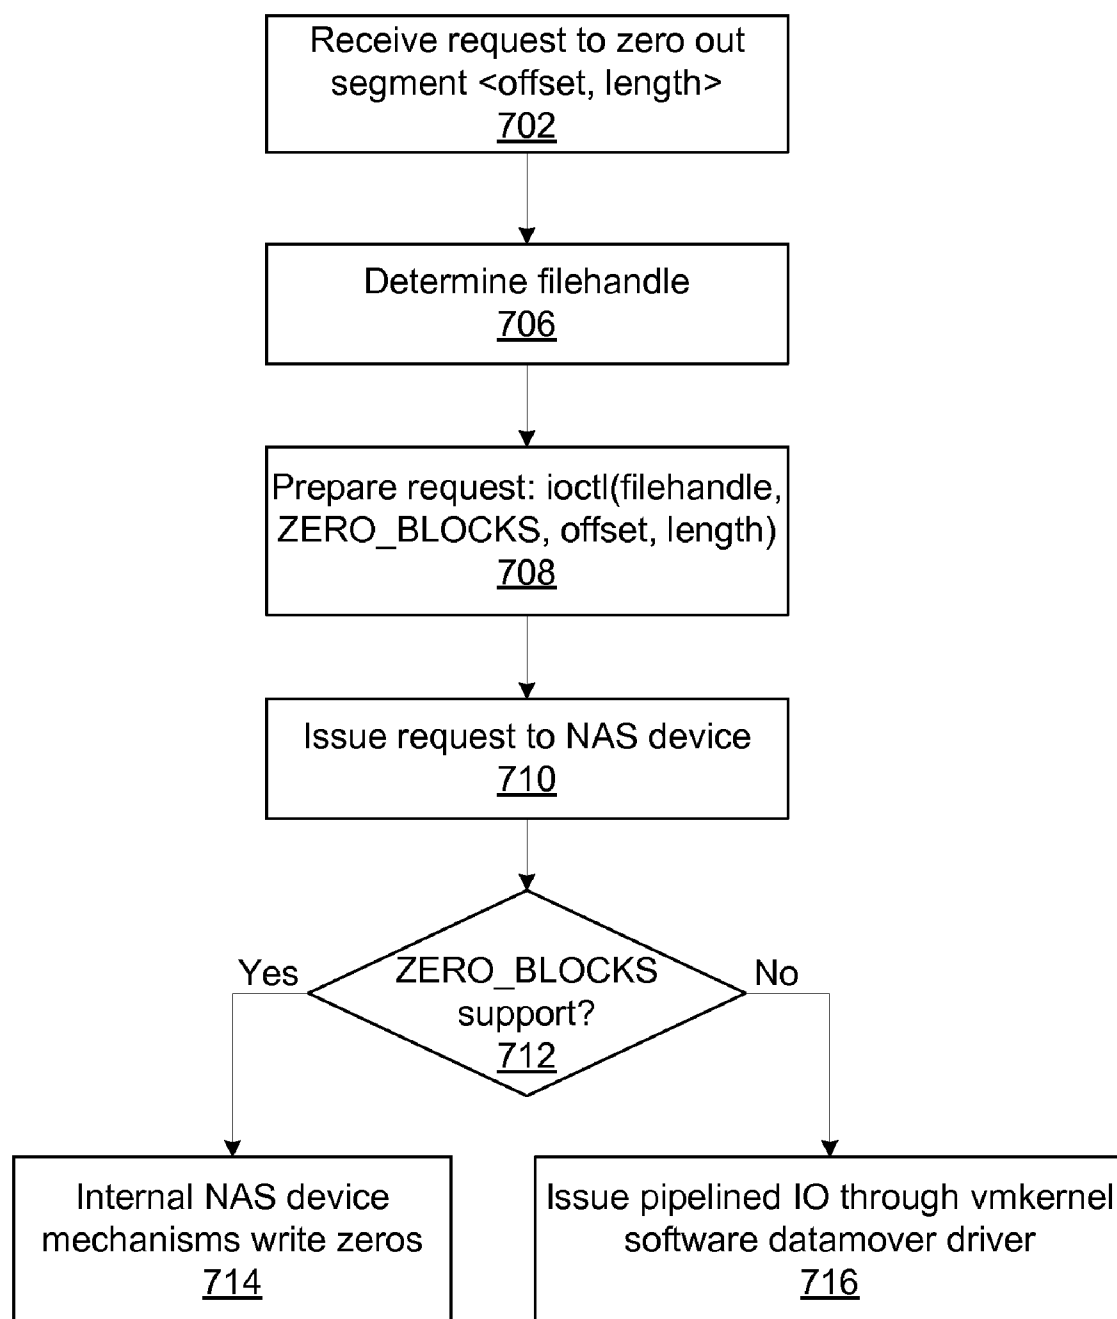 Receive request to zero out
segment <offset, length>
702
Determine filehandle
706
Prepare request: ioctl(filehandle,
ZERO_BLOCKS, offset, length)
708
Issue request to NAS device
710
Yes
ZERO_BLOCKS
support?
712
No
Internal NAS device
mechanisms write zeros
714
Issue pipelined IO through vmkernel
software datamover driver
716